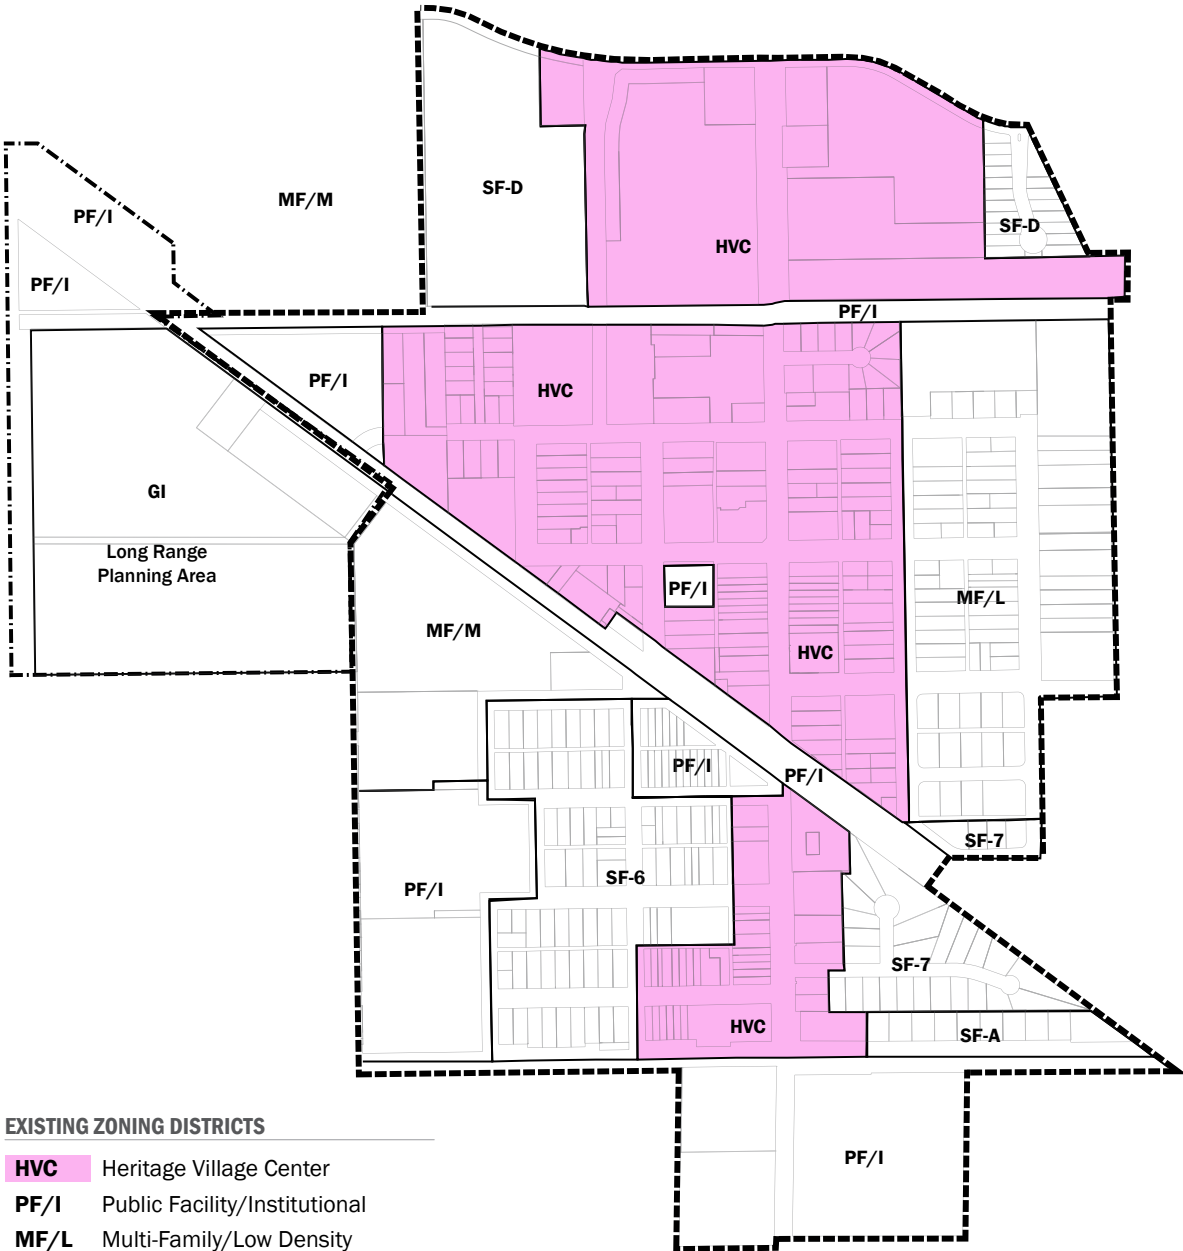 SF-D
MF/M
PF/I
SF-D
HVC
PF/I
PF/I
PF/I
HVC
GI
Long Range
Planning Area
PF/I
MF/L
MF/M
HVC
PF/I
PF/I
SF-7
SF-6
PF/I
SF-7
HVC
SF-A
EXISTING ZONING DISTRICTS
PF/I
HVC Heritage Village Center
PF/I Public Facility/Institutional
MF/L Multi-Family/Low Density